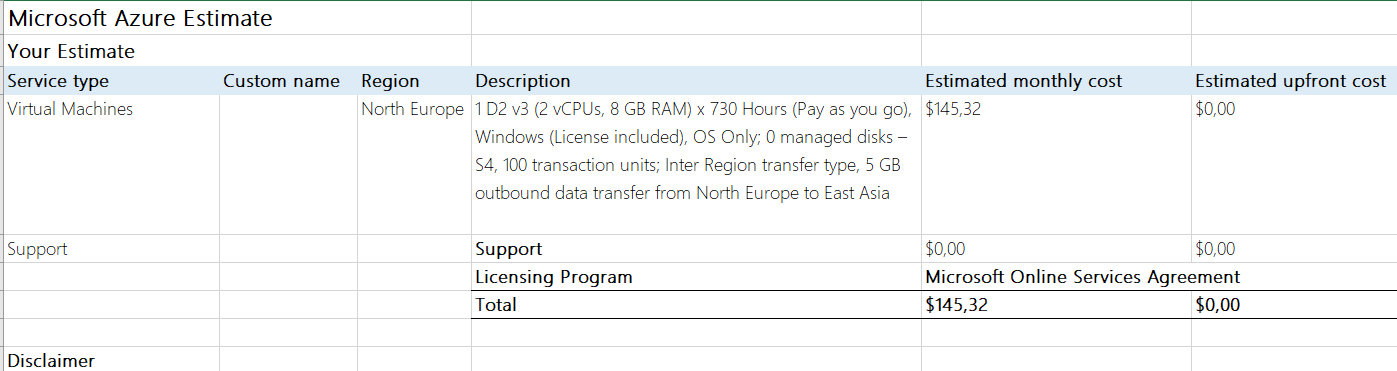 Microsoft Azure Estimate
Your Estimate
Service type Custom name Region Description Estimated monthly cost Estimated upfront cost
Virtual Machines North Europe 1 D2 v3 (2 vCPUs, 8 GB RAM) x 730 Hours (Pay as you go), $145,32 $0,00
Windows (License included), OS Only; 0 managed disks –
S4, 100 transaction units; Inter Region transfer type, 5 GB
outbound data transfer from North Europe to East Asia
Support Support $0,00 $0,00
Licensing Program Microsoft Online Services Agreement
Total $145,32 $0,00
Disclaimer